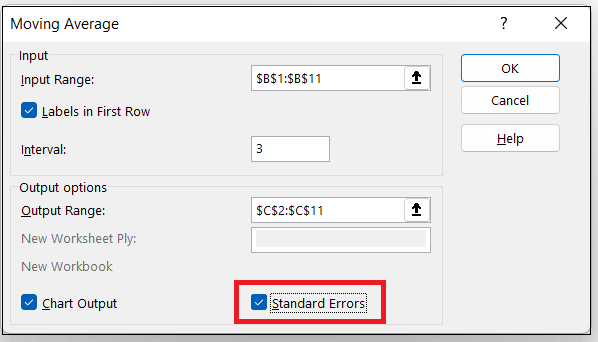 Moving Average ?
Input
Input Range: $B$1:$B$11
Labels in First Row
Interval: 3
OK
Cancel
Help
Output options
Output Range: $C$2:$C$11
New Worksheet Ply:
New Workbook
Chart Output Standard Errors